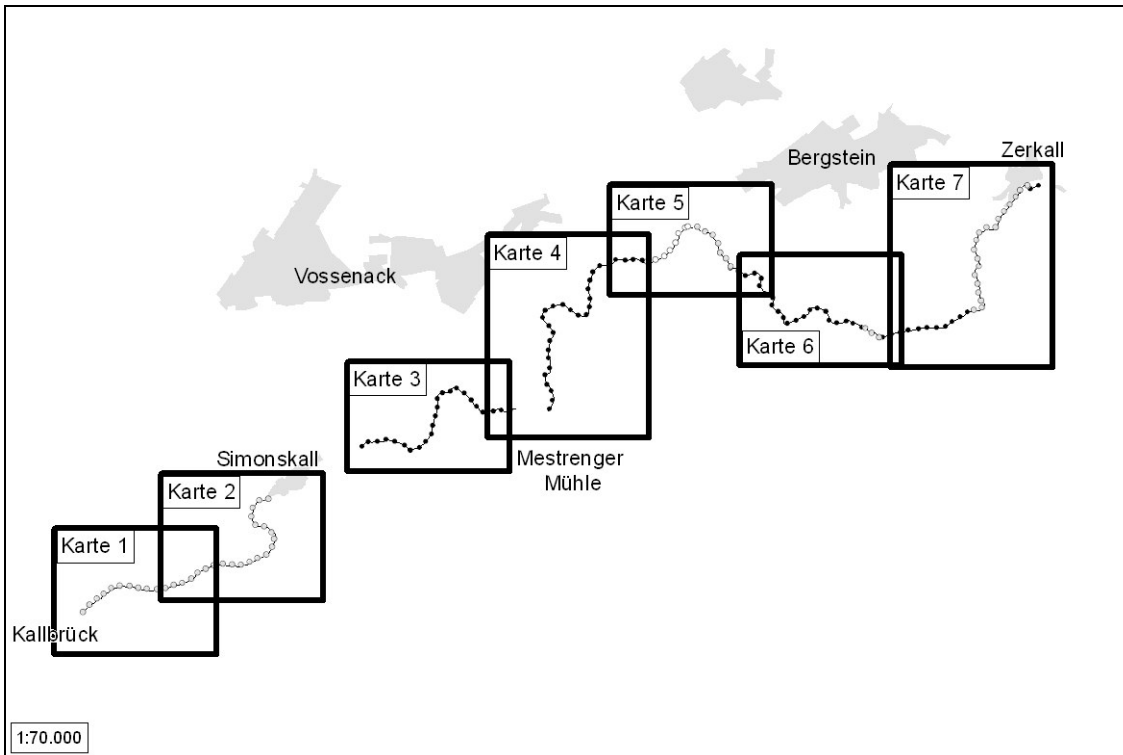 Bergstein
Zerkall
Karte 7
Karte 5
Karte 4
Vossenack
Karte 6
Karte 3
Simonskall
Mestrenger
Mühle
Karte 2
Karte 1
Kallbrück
1:70.000